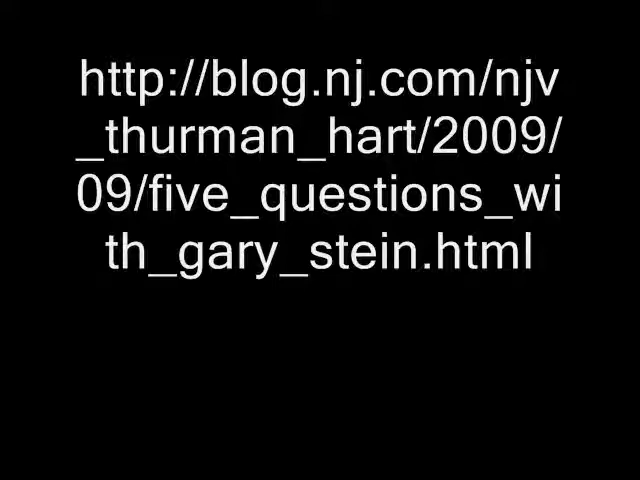 http://blog.nj.com/njv
_thurman_hart/2009/
09/five_questions_wi
th_gary_stein.html